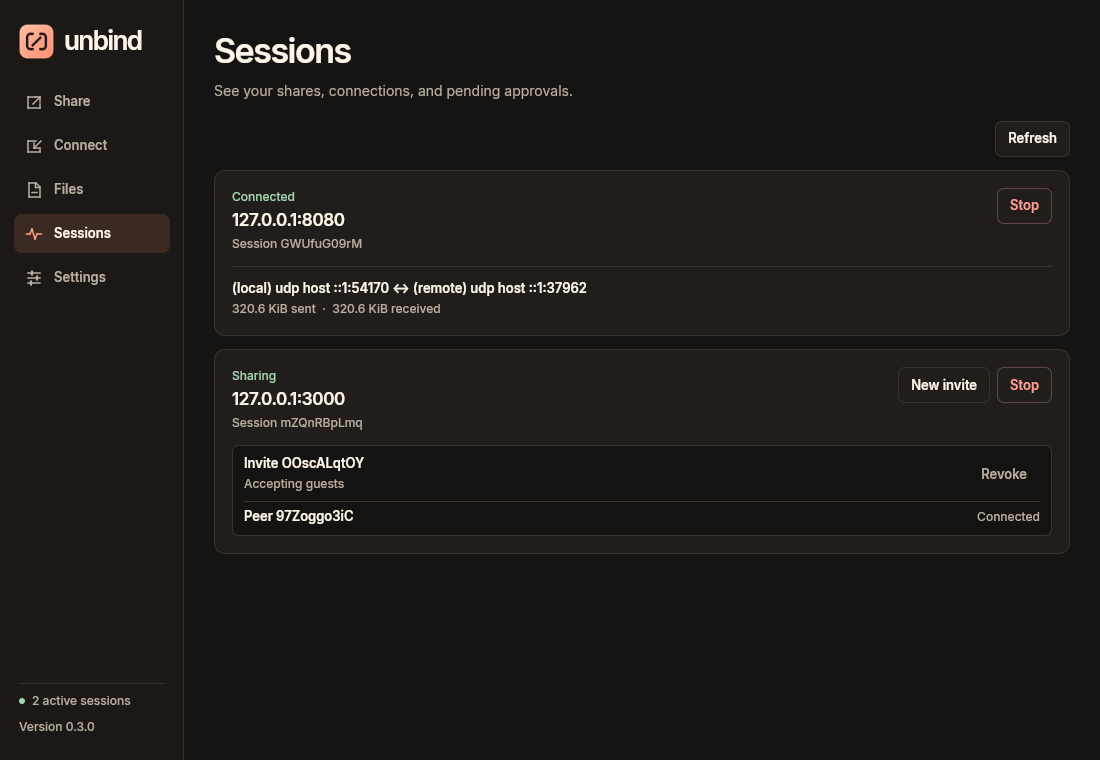 unbind
Share
Connect
Files
Sessions
Settings
2 active sessions
Version 0.3.0
Sessions
See your shares, connections, and pending approvals.
Refresh
Connected
127.0.0.1:8080
Session GWUfuG09rM
Stop
(local) udp host ::1:54170 ↔ (remote) udp host ::1:37962
320.6 KiB sent · 320.6 KiB received
Sharing
127.0.0.1:3000
Session mZQnRBpLmq
New invite
Stop
Invite OOscALqtOY
Accepting guests
Revoke
Peer 97Zoggo3iC
Connected